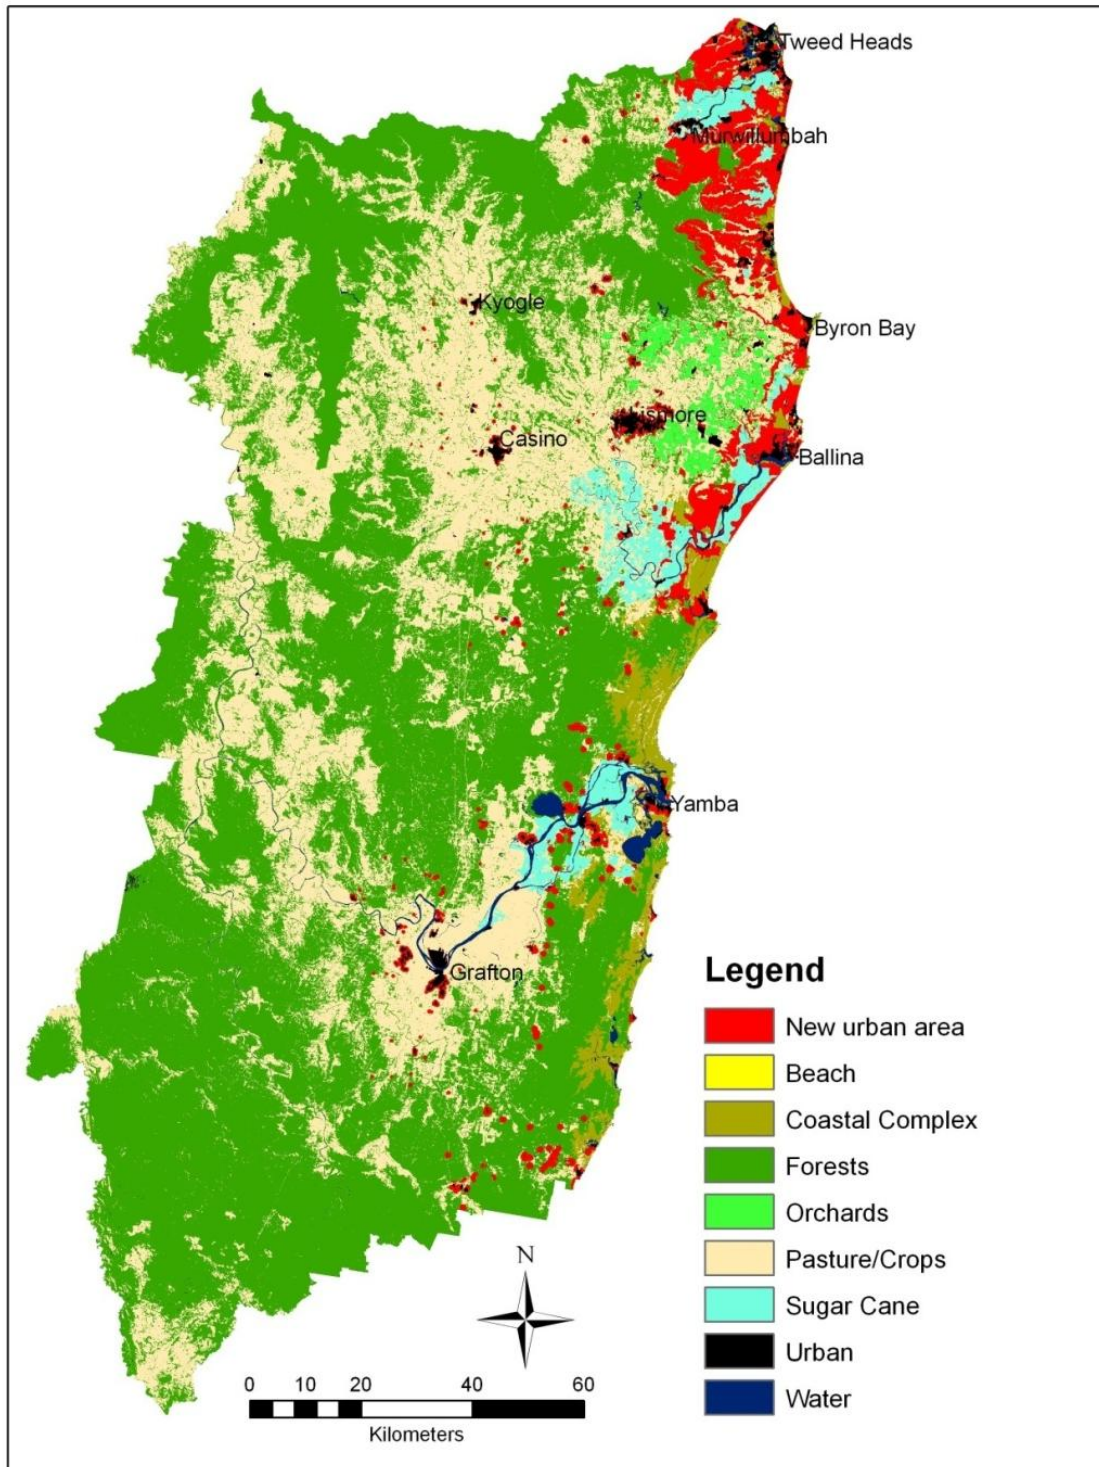 Tweed Heads
Murwillumbah
Byron Bay
Kyogle
Lismore
Casino
Ballina
Yamba
Grafton
Legend
New urban area
Beach
Coastal Complex
Forests
Orchards
Pasture/Crops
Sugar Cane
Urban
Water
N
0 10 20 40 60
Kilometers